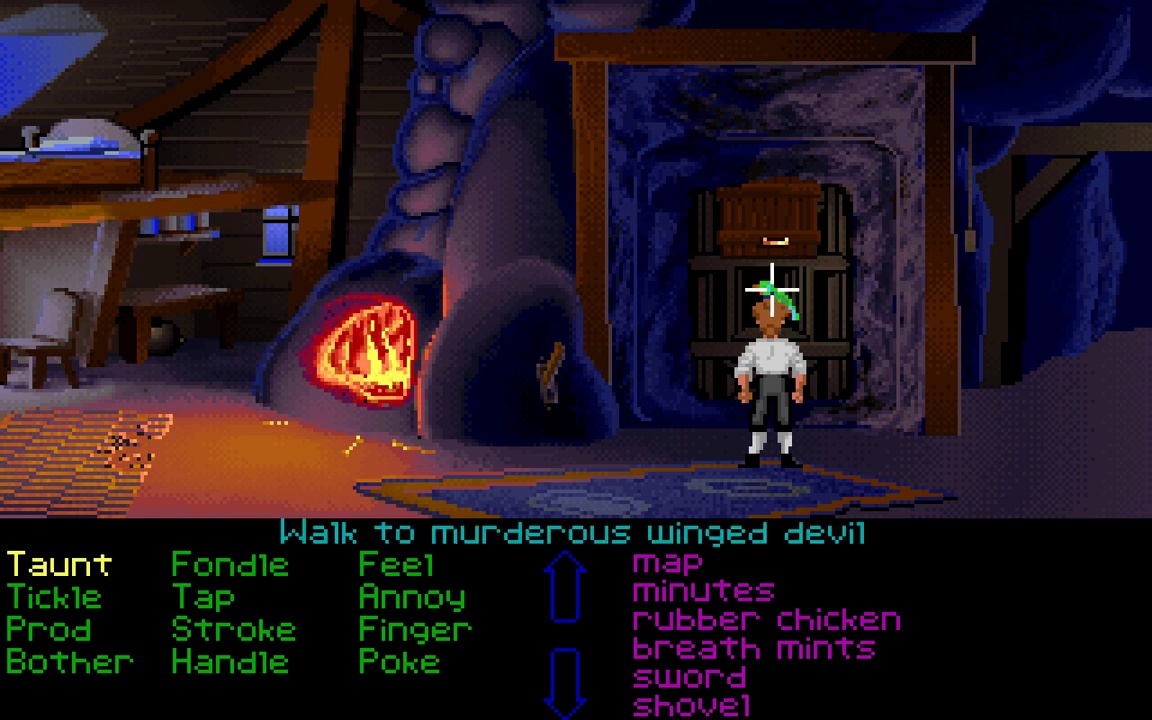 Walk to murderous winged devil
Taunt Fondle Feel
Tickle Tap Annoy
Prod Stroke Finger
Bother Handle Poke
map
minutes
rubber chicken
breath mints
sword
shovel